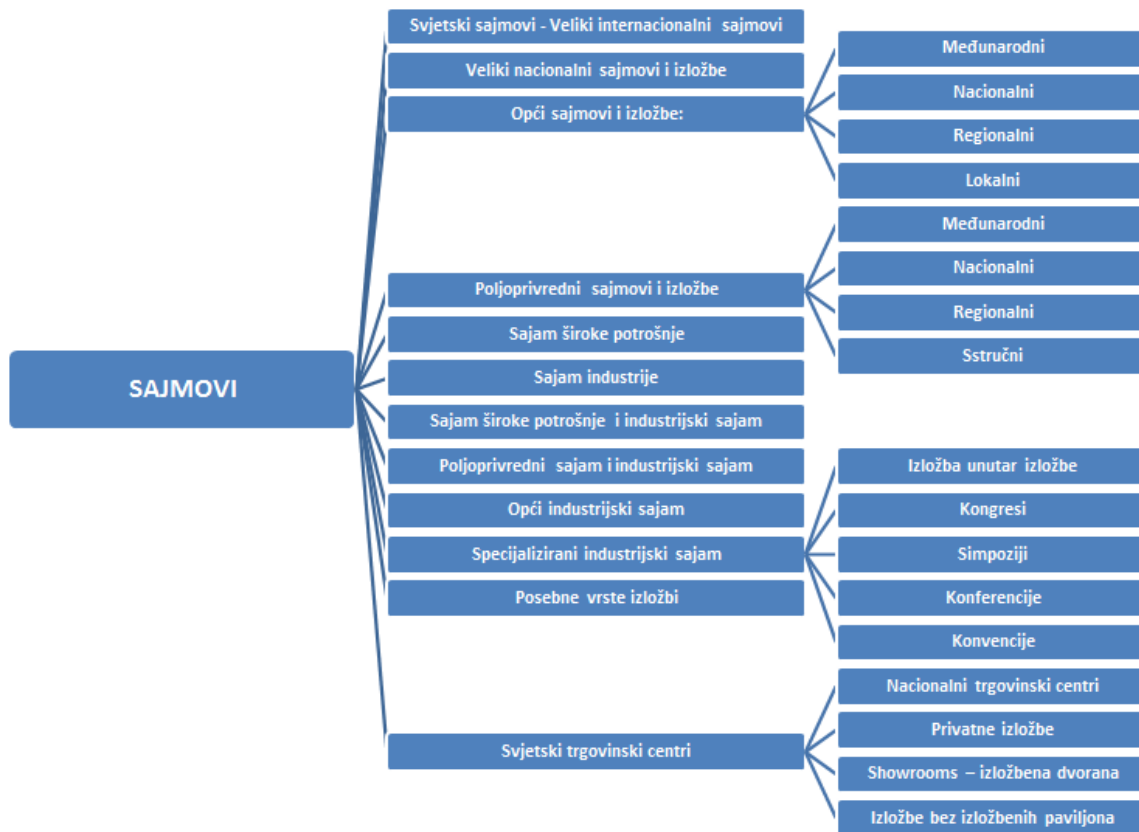 SAJMOVI
Svjetski sajmovi - Veliki internacionalni sajmovi
Veliki nacionalni sajmovi i izložbe
Opći sajmovi i izložbe:
Međunarodni
Nacionalni
Regionalni
Lokalni
Poljoprivredni sajmovi i izložbe
Međunarodni
Nacionalni
Regionalni
Sstručni
Sajam široke potrošnje
Sajam industrije
Sajam široke potrošnje i industrijski sajam
Poljoprivredni sajam i industrijski sajam
Opći industrijski sajam
Specijalizirani industrijski sajam
Izložba unutar izložbe
Kongresi
Simpoziji
Konferencije
Konvencije
Posebne vrste izložbi
Svjetski trgovinski centri
Nacionalni trgovinski centri
Privatne izložbe
Showrooms – izložbena dvorana
Izložbe bez izložbenih paviljona